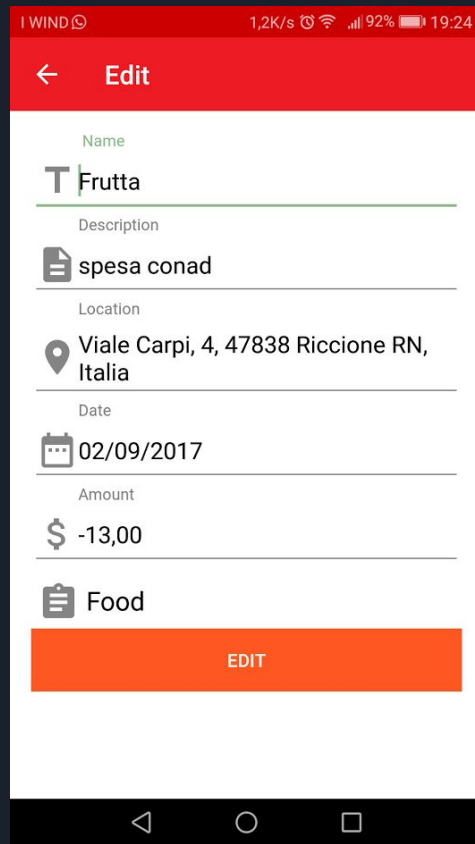 I WIND 1,2K/s 92% 19:24
Edit
Name
Frutta
Description
spesa conad
Location
Viale Carpi, 4, 47838 Riccione RN,
Italia
Date
02/09/2017
Amount
$ -13,00
Food
EDIT